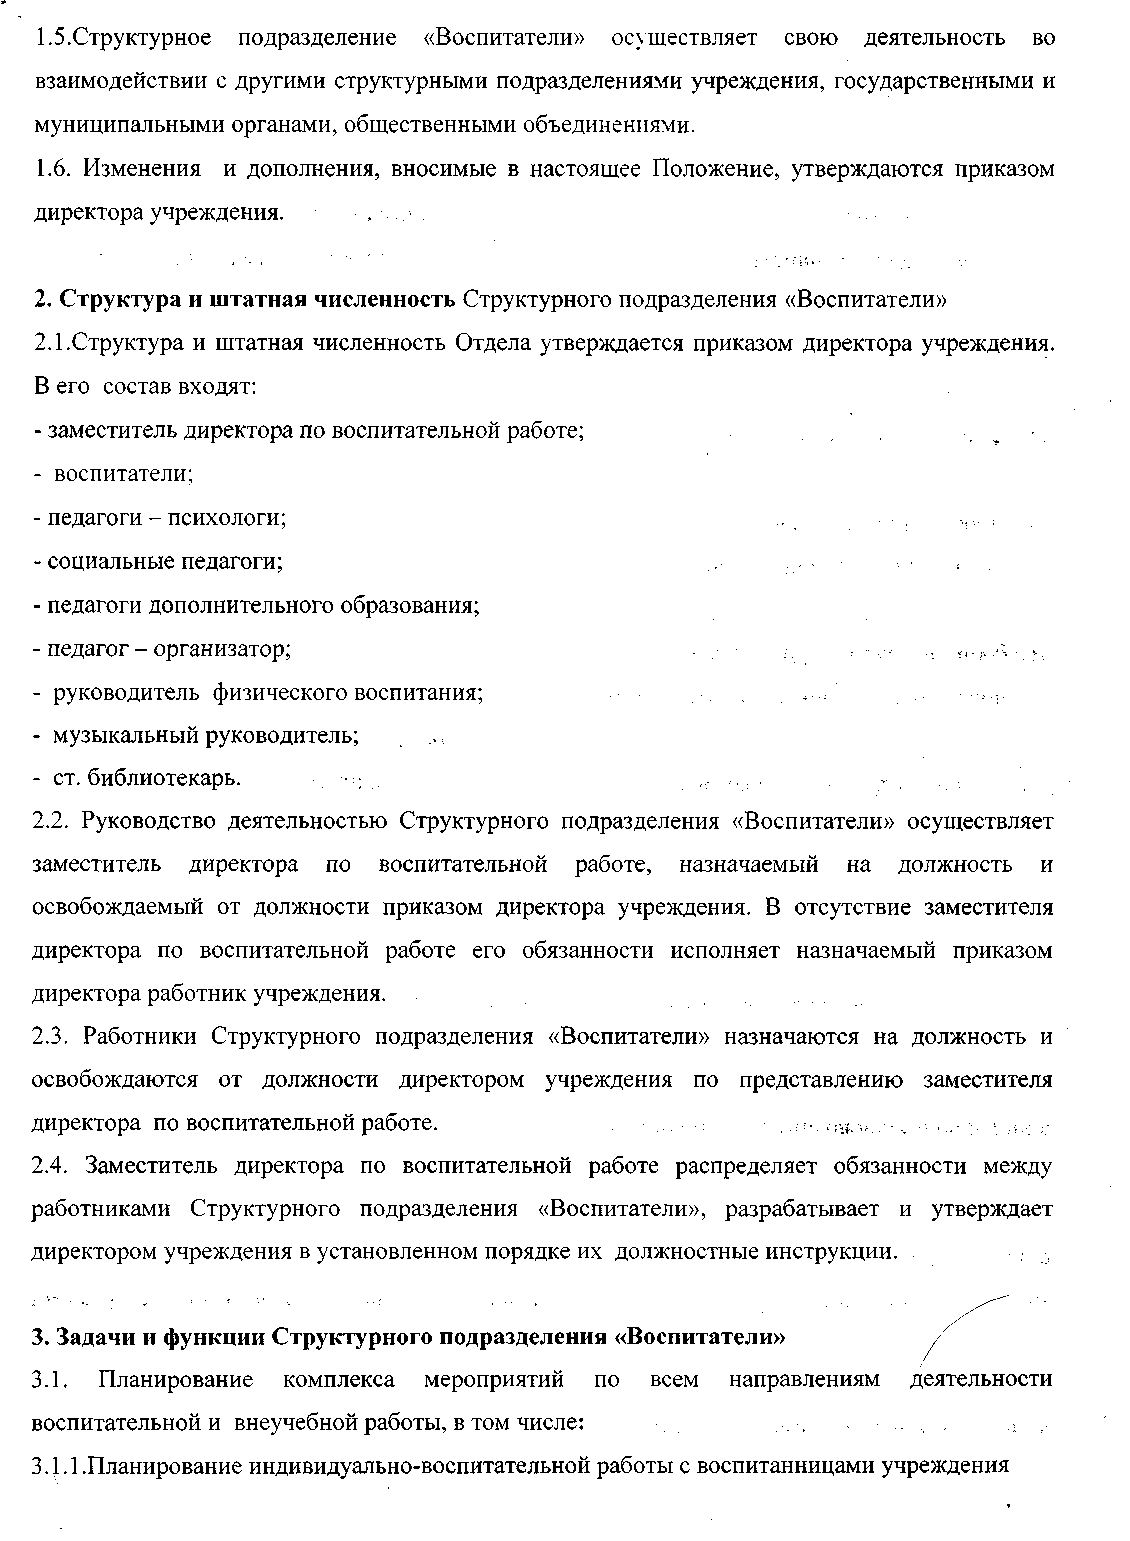 1.5.Структурное подразделение «Воспитатели» осуществляет свою деятельность во
взаимодействии с другими структурными подразделениями учреждения, государственными и
муниципальными органами, общественными объединениями.
1.6. Изменения и дополнения, вносимые в настоящее Положение, утверждаются приказом
директора учреждения.
2. Структура и штатная численность Структурного подразделения «Воспитатели»
2.1.Структура и штатная численность Отдела утверждается приказом директора учреждения.
В его состав входят:
- заместитель директора по воспитательной работе;
- воспитатели;
- педагоги – психологи;
- социальные педагоги;
- педагоги дополнительного образования;
- педагог – организатор;
- руководитель физического воспитания;
- музыкальный руководитель;
- ст. библиотекарь.
2.2. Руководство деятельностью Структурного подразделения «Воспитатели» осуществляет
заместитель директора по воспитательной работе, назначаемый на должность и
освобождаемый от должности приказом директора учреждения. В отсутствие заместителя
директора по воспитательной работе его обязанности исполняет назначаемый приказом
директора работник учреждения.
2.3. Работники Структурного подразделения «Воспитатели» назначаются на должность и
освобождаются от должности директором учреждения по представлению заместителя
директора по воспитательной работе.
2.4. Заместитель директора по воспитательной работе распределяет обязанности между
работниками Структурного подразделения «Воспитатели», разрабатывает и утверждает
директором учреждения в установленном порядке их должностные инструкции.
3. Задачи и функции Структурного подразделения «Воспитатели»
3.1. Планирование комплекса мероприятий по всем направлениям деятельности
воспитательной и внеучебной работы, в том числе:
3.1.1.Планирование индивидуально-воспитательной работы с воспитанницами учреждения